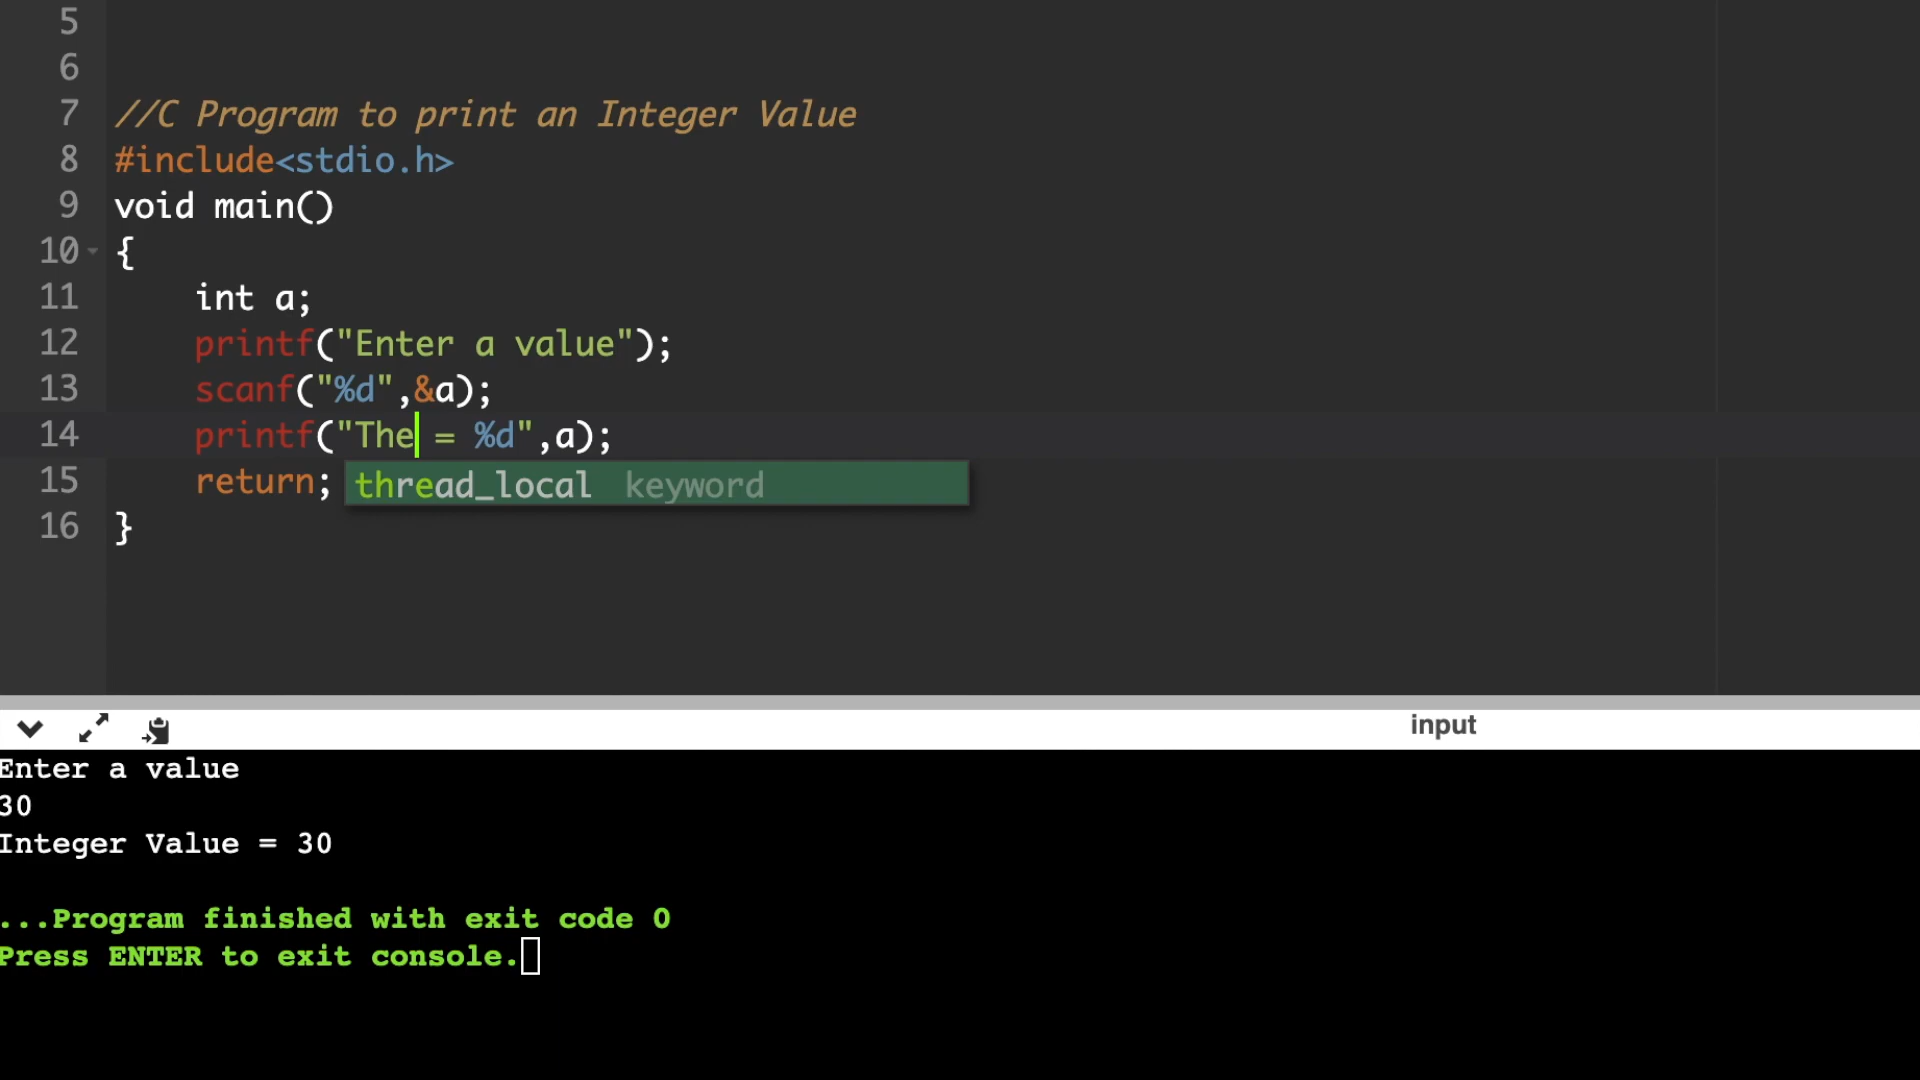 5
6
7 //C Program to print an Integer Value
8 #include<stdio.h>
9 void main()
10 {
11     int a;
12     printf("Enter a value");
13     scanf("%d",&a);
14     printf("The = %d",a);
15     return;
thread_local keyword
16 }
input
Enter a value
30
Integer Value = 30
...Program finished with exit code 0
Press ENTER to exit console.